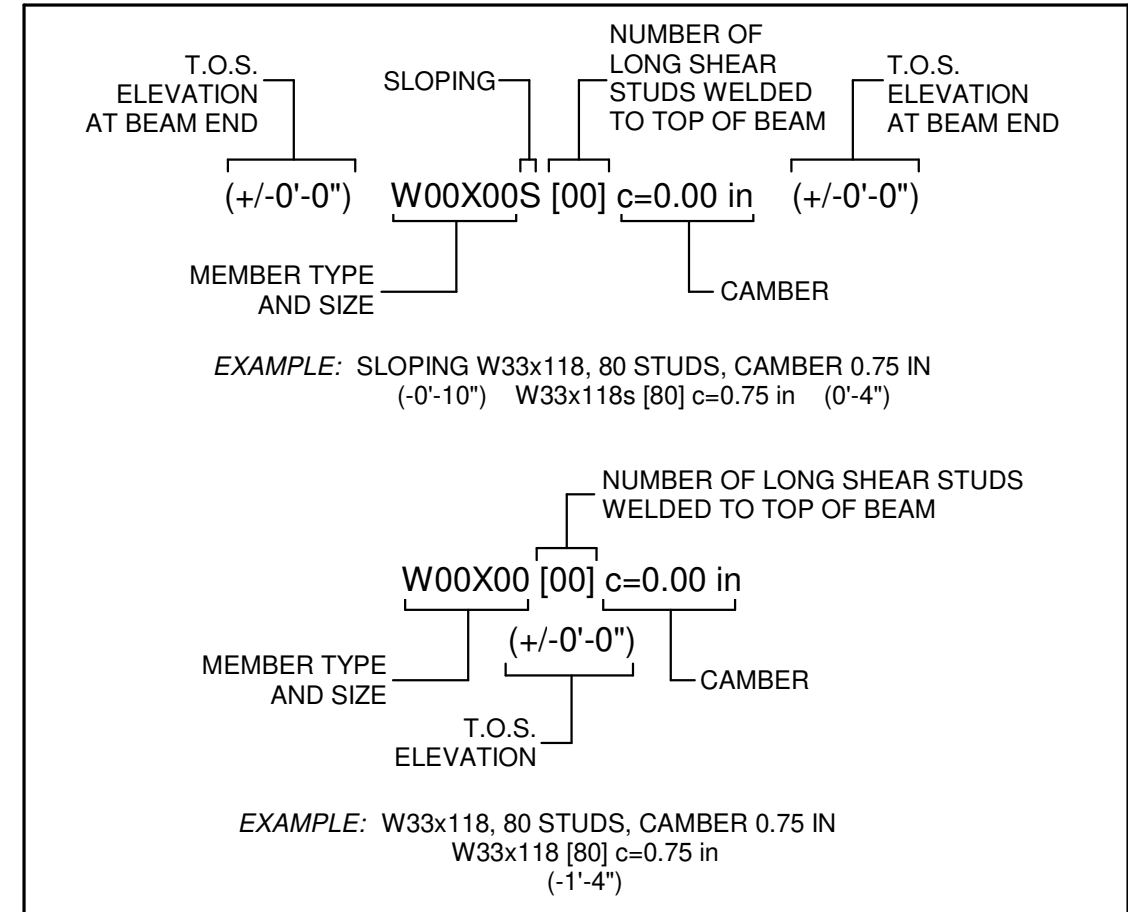 T.O.S.
ELEVATION
AT BEAM END
SLOPING
NUMBER OF
LONG SHEAR
STUDS WELDED
TO TOP OF BEAM
T.O.S.
ELEVATION
AT BEAM END
(+/-0'-0") W00X00S [00] c=0.00 in (+/-0'-0")
MEMBER TYPE
AND SIZE
CAMBER
EXAMPLE: SLOPING W33x118, 80 STUDS, CAMBER 0.75 IN
(-0'-10") W33x118s [80] c=0.75 in (0'-4")
NUMBER OF LONG SHEAR STUDS
WELDED TO TOP OF BEAM
W00X00 [00] c=0.00 in
(+/-0'-0")
MEMBER TYPE
AND SIZE
CAMBER
T.O.S.
ELEVATION
EXAMPLE: W33x118, 80 STUDS, CAMBER 0.75 IN
W33x118 [80] c=0.75 in
(-1'-4")